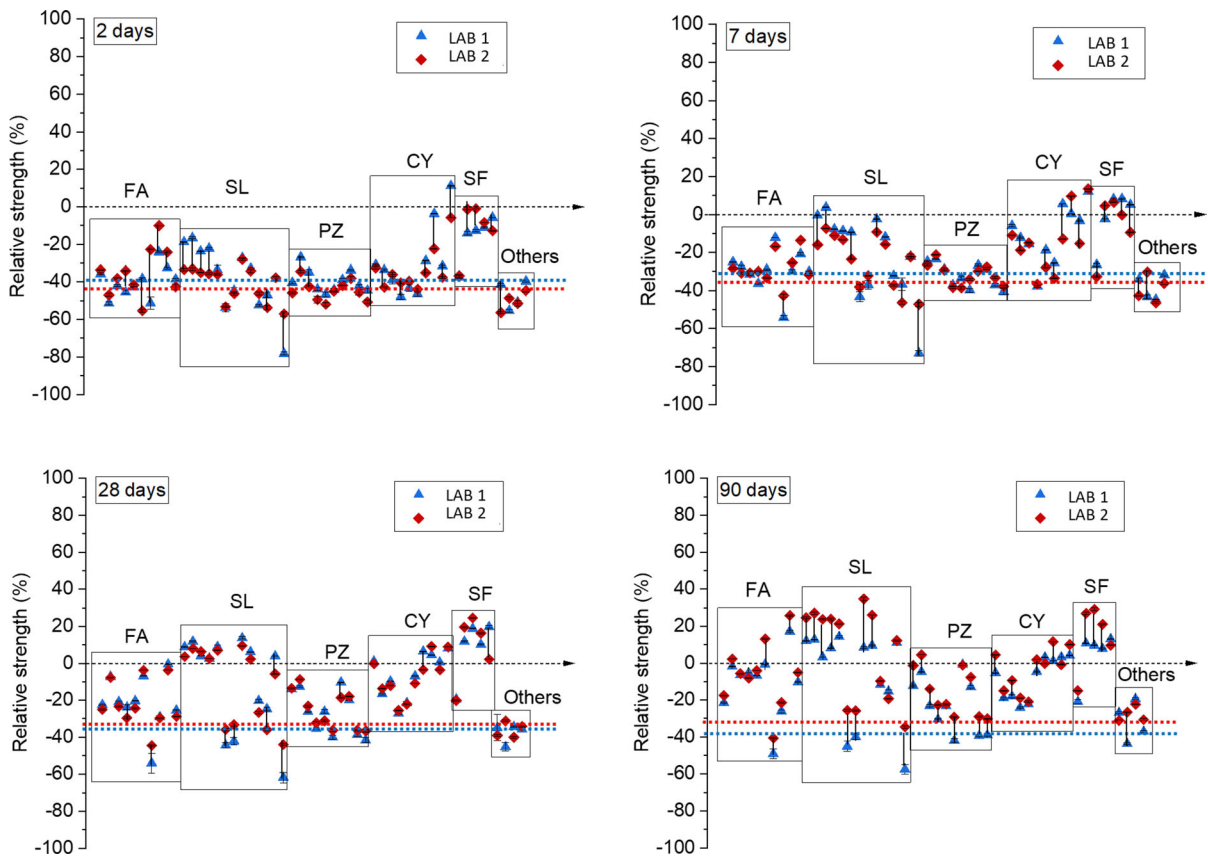 2 days
LAB 1
LAB 2
Relative strength (%)
100
80
60
40
20
0
-20
-40
-60
-80
-100
FA
SL
PZ
CY
SF
Others
7 days
LAB 1
LAB 2
Relative strength (%)
100
80
60
40
20
0
-20
-40
-60
-80
-100
FA
SL
PZ
CY
SF
Others
28 days
LAB 1
LAB 2
Relative strength (%)
100
80
60
40
20
0
-20
-40
-60
-80
-100
FA
SL
PZ
CY
SF
Others
90 days
LAB 1
LAB 2
Relative strength (%)
100
80
60
40
20
0
-20
-40
-60
-80
-100
FA
SL
PZ
CY
SF
Others